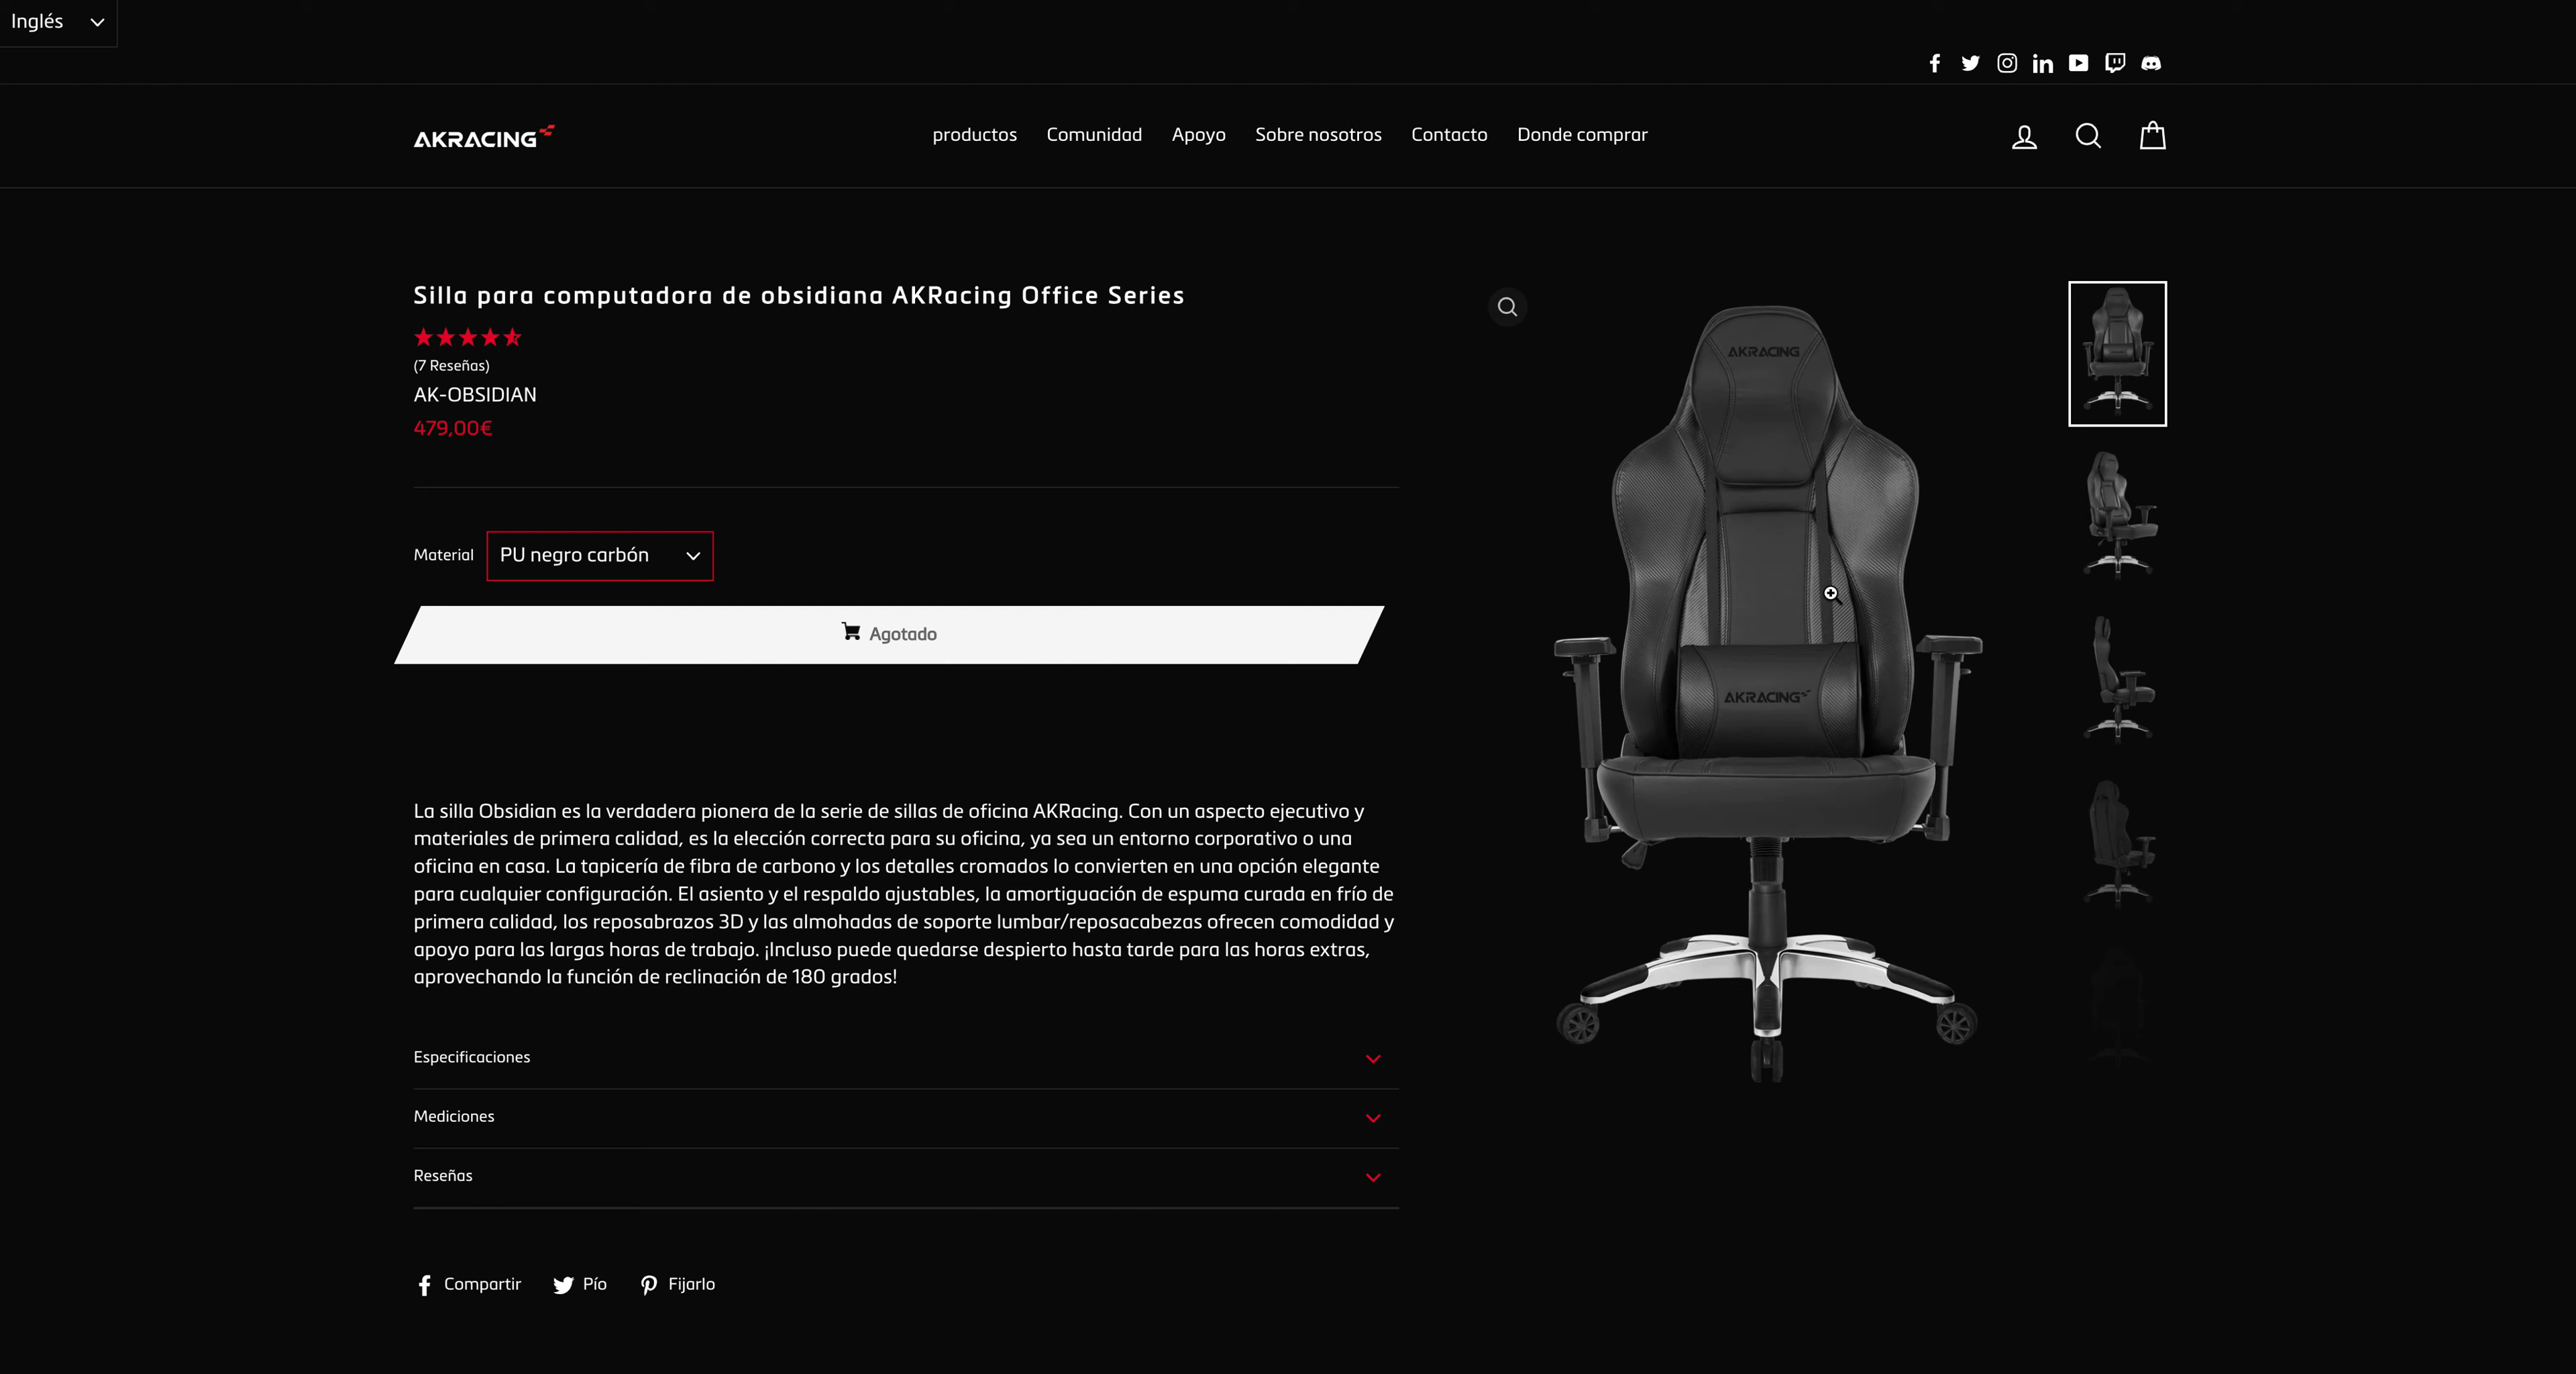 Inglés
AKRACING
productos Comunidad Apoyo Sobre nosotros Contacto Donde comprar
Silla para computadora de obsidiana AKRacing Office Series
(7 Reseñas)
AK-OBSIDIAN
479,00€
Material PU negro carbón
Agotado
La silla Obsidian es la verdadera pionera de la serie de sillas de oficina AKRacing. Con un aspecto ejecutivo y
materiales de primera calidad, es la elección correcta para su oficina, ya sea un entorno corporativo o una
oficina en casa. La tapicería de fibra de carbono y los detalles cromados lo convierten en una opción elegante
para cualquier configuración. El asiento y el respaldo ajustables, la amortiguación de espuma curada en frío de
primera calidad, los reposabrazos 3D y las almohadas de soporte lumbar/reposacabezas ofrecen comodidad y
apoyo para las largas horas de trabajo. ¡Incluso puede quedarse despierto hasta tarde para las horas extras,
aprovechando la función de reclinación de 180 grados!
Especificaciones
Mediciones
Reseñas
Compartir Pío Fijarlo
AKRACING
AKRACING